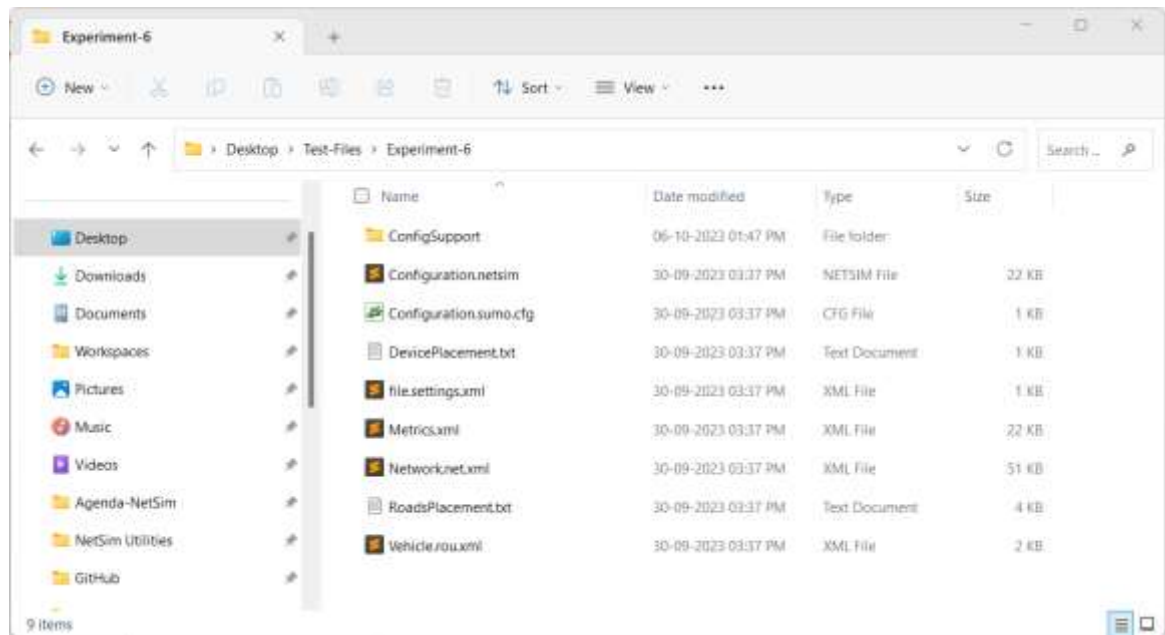 Experiment-6
New Sort View
Desktop Test-Files Experiment-6 Search ...
Name Date modified Type Size
Desktop ConfigSupport 06-10-2023 01:47 PM File folder
Downloads Configuration.netsim 30-09-2023 03:37 PM NETSIM File 22 KB
Documents Configuration.sumo.cfg 30-09-2023 03:37 PM CFG File 1 KB
Workspaces DevicePlacement.txt 30-09-2023 03:37 PM Text Document 1 KB
Pictures file.settings.xml 30-09-2023 03:37 PM XML File 1 KB
Music Metrics.xml 30-09-2023 03:37 PM XML File 22 KB
Videos Network.net.xml 30-09-2023 03:37 PM XML File 51 KB
Agenda-NetSim RoadsPlacement.txt 30-09-2023 03:37 PM Text Document 4 KB
NetSim Utilities Vehicle.rou.xml 30-09-2023 03:37 PM XML File 2 KB
GitHub
9 items